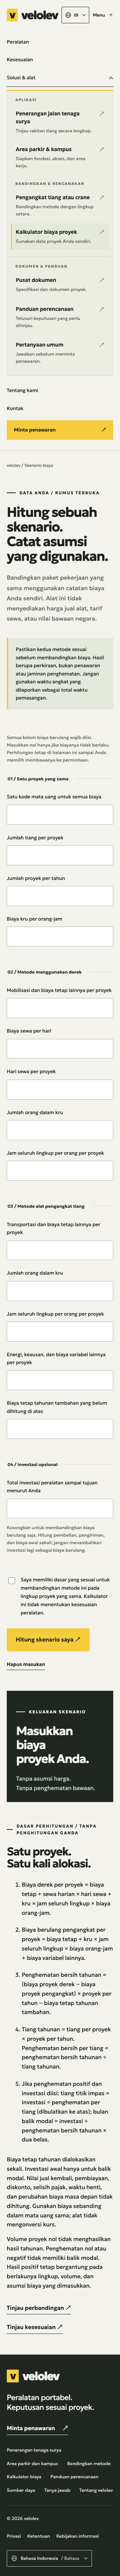 velolev
ID
Menu
Peralatan
Kesesuaian
Solusi & alat
APLIKASI
Penerangan jalan tenaga
surya
Tinjau rakitan tiang secara lengkap.
Area parkir & kampus
Siapkan fondasi, akses, dan area
kerja.
BANDINGKAN & RENCANAKAN
Pengangkat tiang atau crane
Bandingkan metode dengan lingkup
setara.
Kalkulator biaya proyek
Gunakan data proyek Anda sendiri.
DOKUMEN & PANDUAN
Pusat dokumen
Spesifikasi dan dokumen proyek.
Panduan perencanaan
Telusuri keputusan yang perlu
ditinjau.
Pertanyaan umum
Jawaban sebelum meminta
penawaran.
Tentang kami
Kontak
Minta penawaran
velolev / Skenario biaya
DATA ANDA / RUMUS TERBUKA
Hitung sebuah
skenario.
Catat asumsi
yang digunakan.
Bandingkan paket pekerjaan yang
sama menggunakan catatan biaya
Anda sendiri. Alat ini tidak
menyediakan harga jual alat, tarif
sewa, atau nilai bawaan negara.
Pastikan kedua metode sesuai
sebelum membandingkan biaya. Hasil
berupa perkiraan, bukan penawaran
atau jaminan penghematan. Jangan
gunakan waktu angkat yang
dilaporkan sebagai total waktu
pemasangan.
Semua kolom biaya berulang wajib diisi.
Masukkan nol hanya jika biayanya tidak berlaku.
Perhitungan tetap di halaman ini sampai Anda
memilih membawanya ke permintaan.
01 / Satu proyek yang sama
Satu kode mata uang untuk semua biaya
Jumlah tiang per proyek
Jumlah proyek per tahun
Biaya kru per orang-jam
02 / Metode menggunakan derek
Mobilisasi dan biaya tetap lainnya per proyek
Biaya sewa per hari
Hari sewa per proyek
Jumlah orang dalam kru
Jam seluruh lingkup per orang per proyek
03 / Metode alat pengangkat tiang
Transportasi dan biaya tetap lainnya per
proyek
Jumlah orang dalam kru
Jam seluruh lingkup per orang per proyek
Energi, keausan, dan biaya variabel lainnya
per proyek
Biaya tetap tahunan tambahan yang belum
dihitung di atas
04 / Investasi opsional
Total investasi peralatan sampai tujuan
menurut Anda
Kosongkan untuk membandingkan biaya
berulang saja. Hitung pembelian, pengiriman,
dan biaya awal sekali; jangan menambahkan
investasi lagi sebagai biaya berulang.
Saya memiliki dasar yang sesuai untuk
membandingkan metode ini pada
lingkup proyek yang sama. Kalkulator
ini tidak menentukan kesesuaian
peralatan.
Hitung skenario saya
Hapus masukan
KELUARAN SKENARIO
Masukkan
biaya
proyek Anda.
Tanpa asumsi harga.
Tanpa penghematan bawaan.
DASAR PERHITUNGAN / TANPA
PENGHITUNGAN GANDA
Satu proyek.
Satu kali alokasi.
1. Biaya derek per proyek = biaya
tetap + sewa harian × hari sewa +
kru × jam seluruh lingkup × biaya
orang-jam.
2. Biaya berulang pengangkat per
proyek = biaya tetap + kru × jam
seluruh lingkup × biaya orang-jam
+ biaya variabel lainnya.
3. Penghematan bersih tahunan =
(biaya proyek derek − biaya
proyek pengangkat) × proyek per
tahun − biaya tetap tahunan
tambahan.
4. Tiang tahunan = tiang per proyek
× proyek per tahun.
Penghematan bersih per tiang =
penghematan bersih tahunan ÷
tiang tahunan.
5. Jika penghematan positif dan
investasi diisi: tiang titik impas =
investasi ÷ penghematan per
tiang (dibulatkan ke atas); bulan
balik modal = investasi ÷
penghematan bersih tahunan ×
dua belas.
Biaya tetap tahunan dialokasikan
sekali. Investasi awal hanya untuk balik
modal. Nilai jual kembali, pembiayaan,
diskonto, selisih pajak, waktu henti,
dan perubahan biaya masa depan tidak
dihitung. Gunakan biaya sebanding
dalam mata uang sama; alat tidak
mengonversi kurs.
Volume proyek nol tidak menghasilkan
hasil tahunan. Penghematan nol atau
negatif tidak memiliki balik modal.
Hasil positif tetap bergantung pada
berlakunya lingkup, volume, dan
asumsi biaya yang dimasukkan.
Tinjau perbandingan
Tinjau kesesuaian
velolev
Peralatan portabel.
Keputusan sesuai proyek.
Minta penawaran
Penerangan tenaga surya
Area parkir dan kampus Bandingkan metode
Kalkulator biaya Panduan perencanaan
Sumber daya Tanya jawab Tentang velolev
© 2026 velolev
Privasi Ketentuan Kebijakan informasi
Bahasa Indonesia / Bahasa